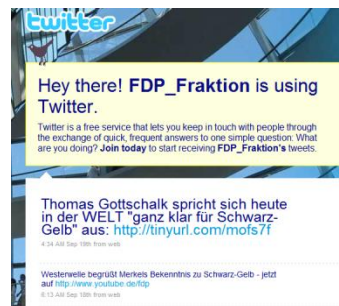 twitter
Hey there! FDP_Fraktion is using
Twitter.
Twitter is a free service that lets you keep in touch with people through
the exchange of quick, frequent answers to one simple question: What
are you doing? Join today to start receiving FDP_Fraktion's tweets.
Thomas Gottschalk spricht sich heute
in der WELT "ganz klar für Schwarz-
Gelb" aus: http://tinyurl.com/mofs7f
4:34 AM Sep 18th from web
Westerwelle begrüßt Merkels Bekenntnis zu Schwarz-Gelb - jetzt
auf http://www.youtube.de/fdp
6:13 AM Sep 18th from web